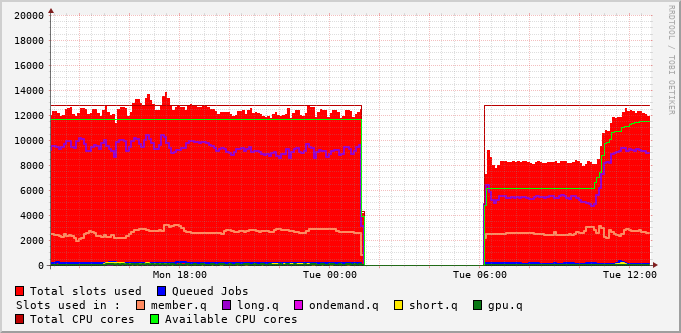 20000
18000
16000
14000
12000
10000
8000
6000
4000
2000
0
Mon 18:00 Tue 00:00 Tue 06:00 Tue 12:00
Total slots used Queued Jobs
Slots used in : member.q long.q ondemand.q short.q gpu.q
Total CPU cores Available CPU cores
RRDTOOL / TOBI OETIKER